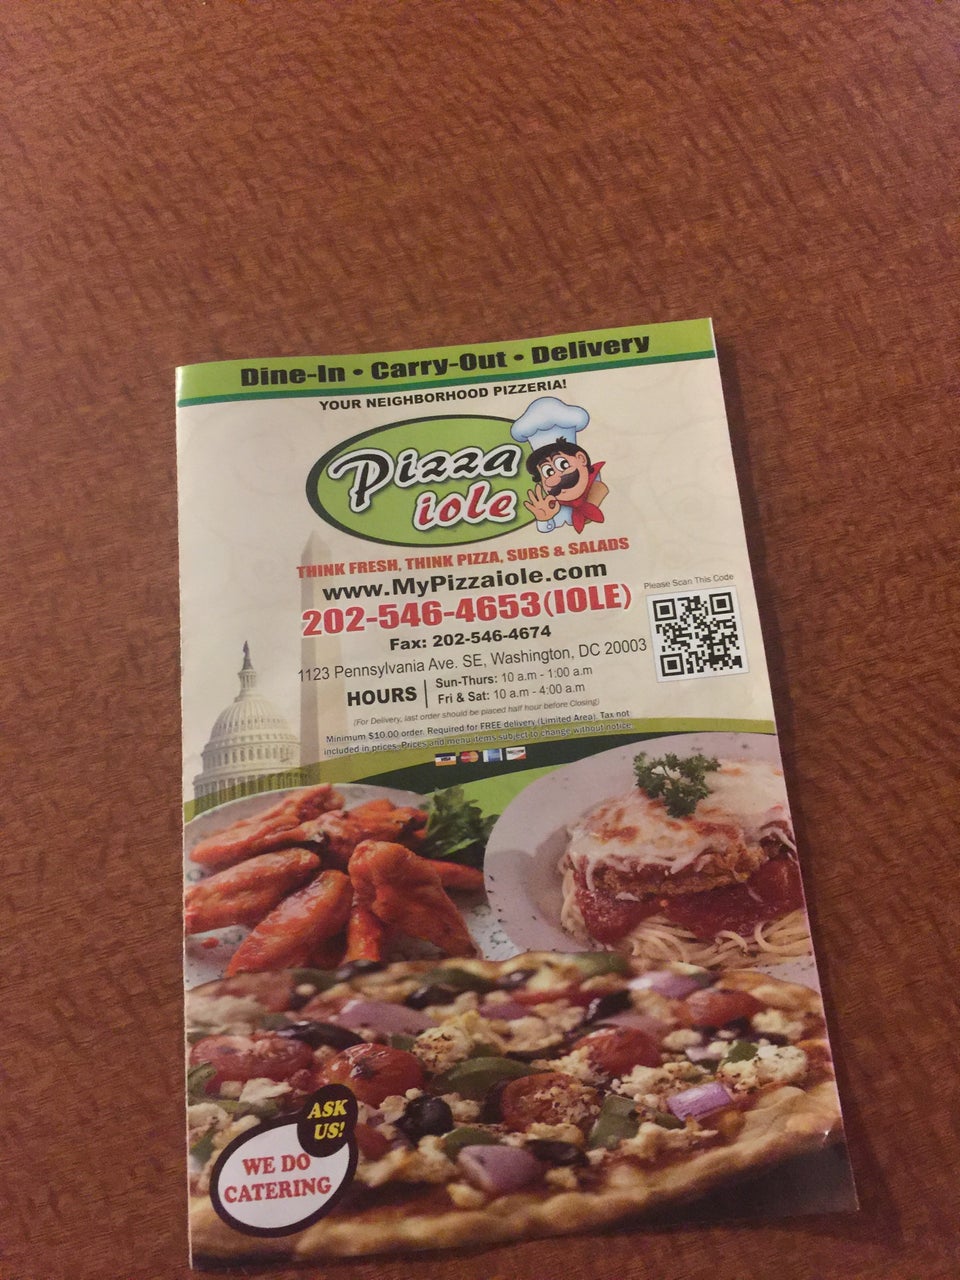 Dine-In • Carry-Out • Delivery
YOUR NEIGHBORHOOD PIZZERIA!
Pizza
iole
THINK FRESH, THINK PIZZA, SUBS & SALADS
www.MyPizzaiole.com
202-546-4653(IOLE)
Fax: 202-546-4674
Please Scan This Code
1123 Pennsylvania Ave. SE, Washington, DC 20003
HOURS
Sun-Thurs: 10 a.m - 1:00 a.m
Fri & Sat: 10 a.m - 4:00 a.m
(For Delivery, last order should be placed half hour before Closing)
Minimum $10.00 order. Required for FREE delivery (Limited Area). Tax not
included in prices. Prices and menu items subject to change without notice.
VISA
ASK
US!
WE DO
CATERING